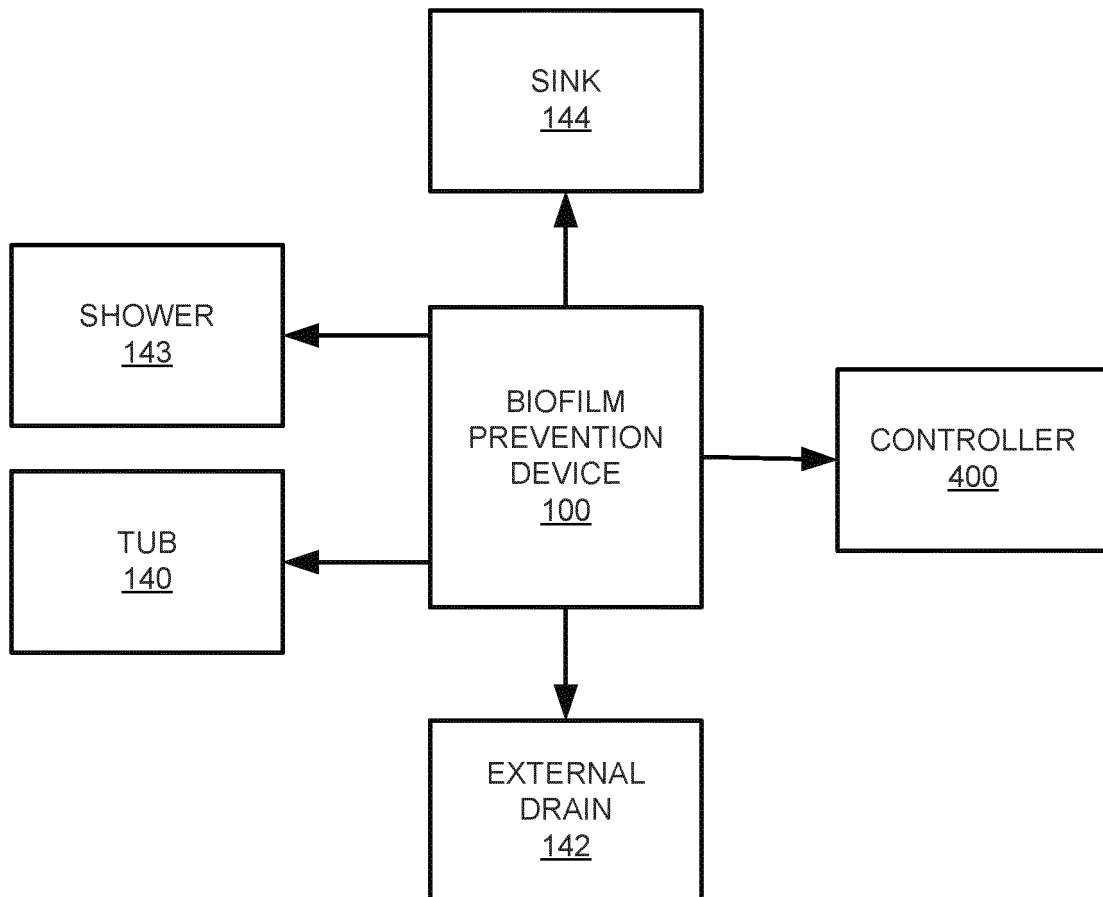 SINK
144
SHOWER
143
BIOFILM
PREVENTION
DEVICE
100
CONTROLLER
400
TUB
140
EXTERNAL
DRAIN
142